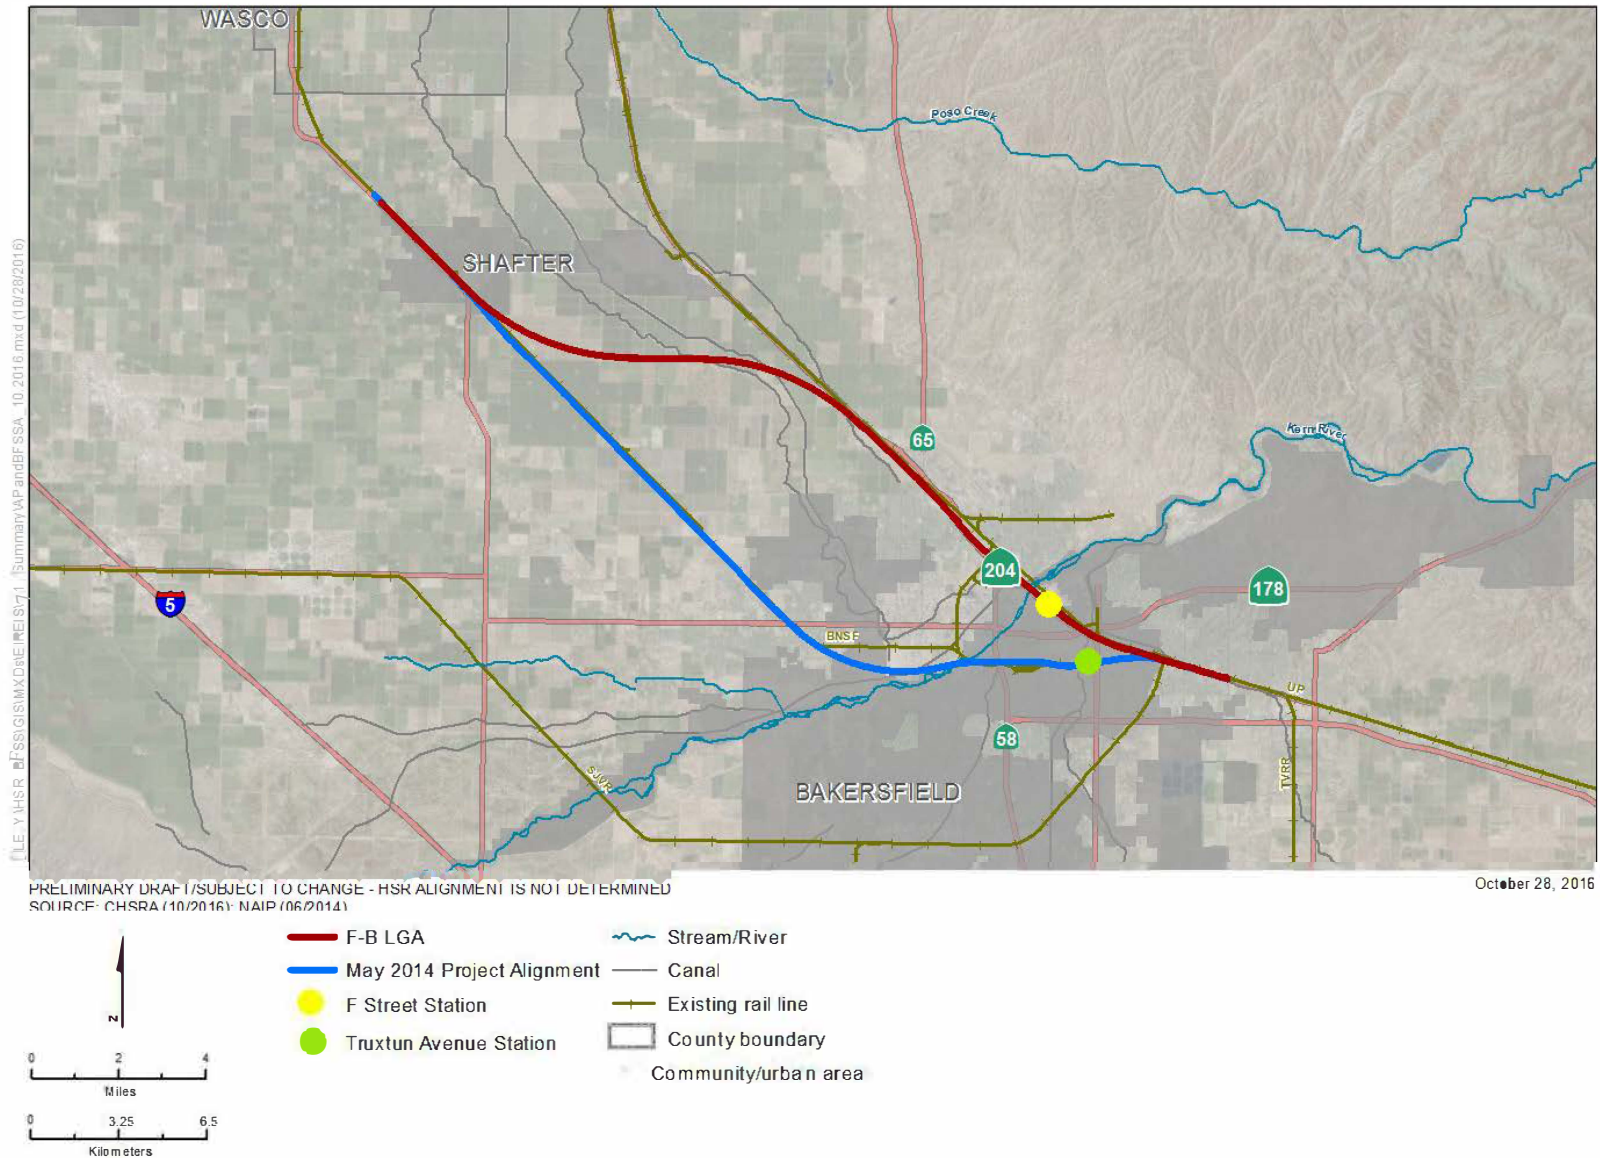 WASCO
Poso Creek
SHAFTER
65
Kern River
204
178
5
BNSF
UP
58
SJVR
TVRR
BAKERSFIELD
PRELIMINARY DRAFT/SUBJECT TO CHANGE - HSR ALIGNMENT IS NOT DETERMINED
October 28, 2016
SOURCE: CHSRA (10/2016); NAIP (06/2014)
F-B LGA
May 2014 Project Alignment
F Street Station
Truxtun Avenue Station
Stream/River
Canal
Existing rail line
County boundary
Community/urban area
N
0 2 4
Miles
0 3.25 6.5
Kilometers